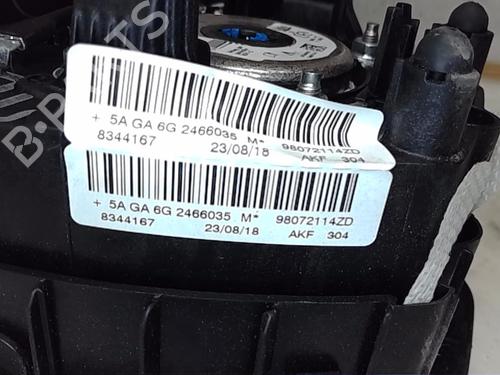 B-PARTS
+ 5A GA 6G 2466035 M* 98072114ZD
8344167 23/08/18 AKF 304
+ 5A GA 6G 2466035 M* 98072114ZD
8344167 23/08/18 AKF 304